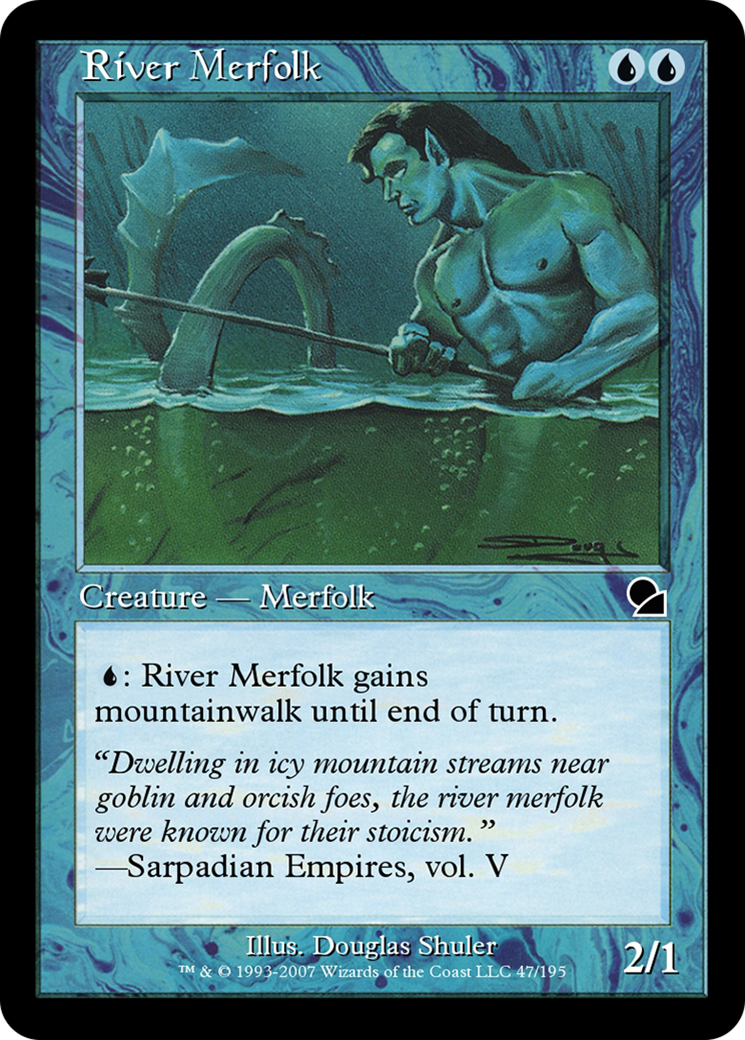 River Merfolk
Creature — Merfolk
: River Merfolk gains
mountainwalk until end of turn.
“Dwelling in icy mountain streams near
goblin and orcish foes, the river merfolk
were known for their stoicism.”
—Sarpadian Empires, vol. V
Illus. Douglas Shuler
™ & © 1993-2007 Wizards of the Coast LLC 47/195
2/1